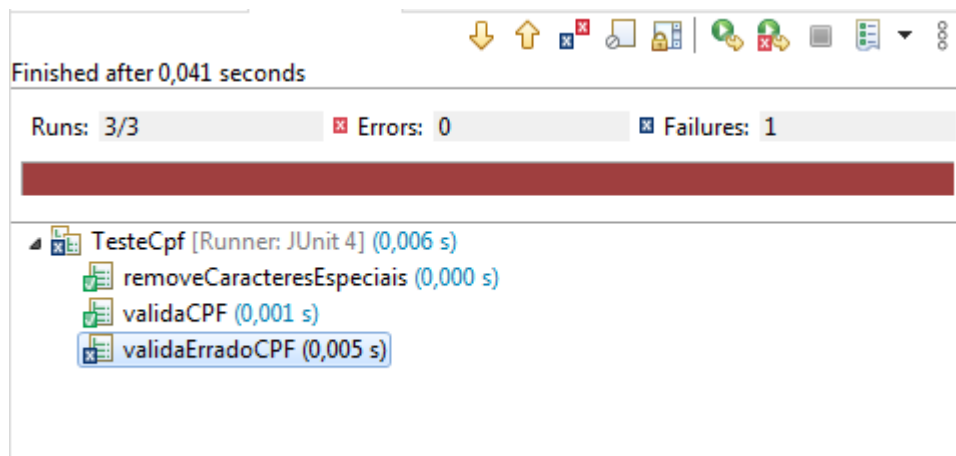 Finished after 0,041 seconds
Runs: 3/3 Errors: 0 Failures: 1
TesteCpf [Runner: JUnit 4] (0,006 s)
removeCaracteresEspeciais (0,000 s)
validaCPF (0,001 s)
validaErradoCPF (0,005 s)